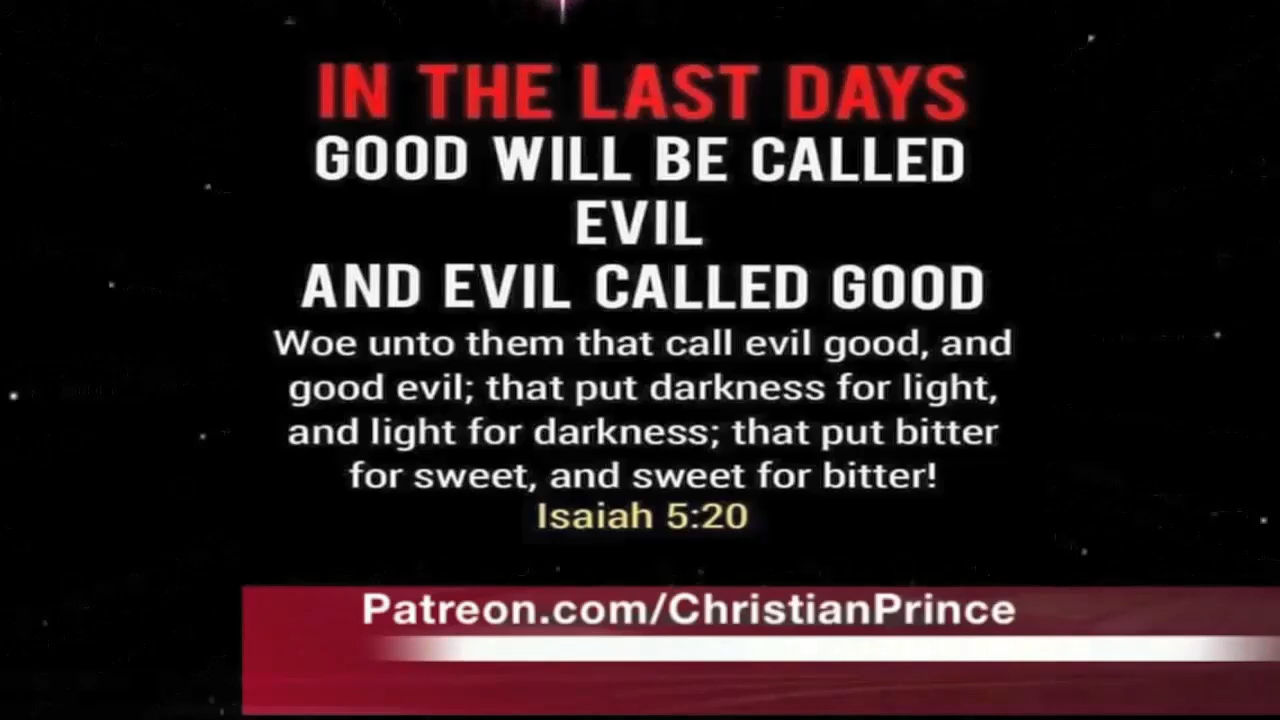 IN THE LAST DAYS
GOOD WILL BE CALLED
EVIL
AND EVIL CALLED GOOD
Woe unto them that call evil good, and
good evil; that put darkness for light,
and light for darkness; that put bitter
for sweet, and sweet for bitter!
Isaiah 5:20
Patreon.com/ChristianPrince